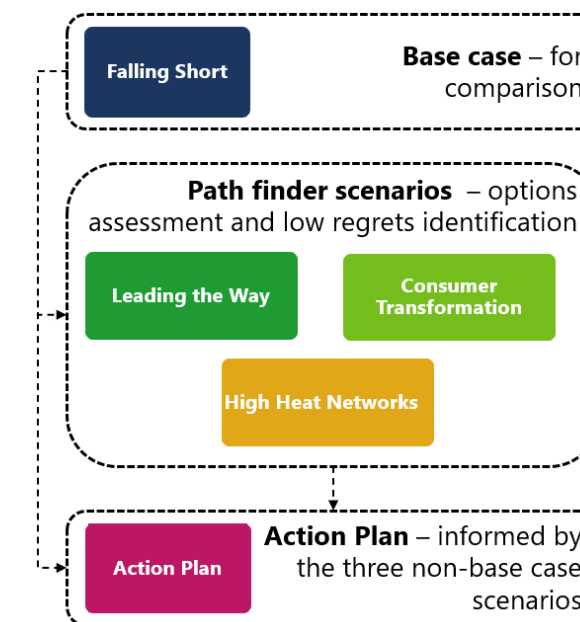 Falling Short
Base case – for
comparison
Path finder scenarios – options
assessment and low regrets identification
Leading the Way
Consumer
Transformation
High Heat Networks
Action Plan
Action Plan – informed by
the three non-base case
scenarios